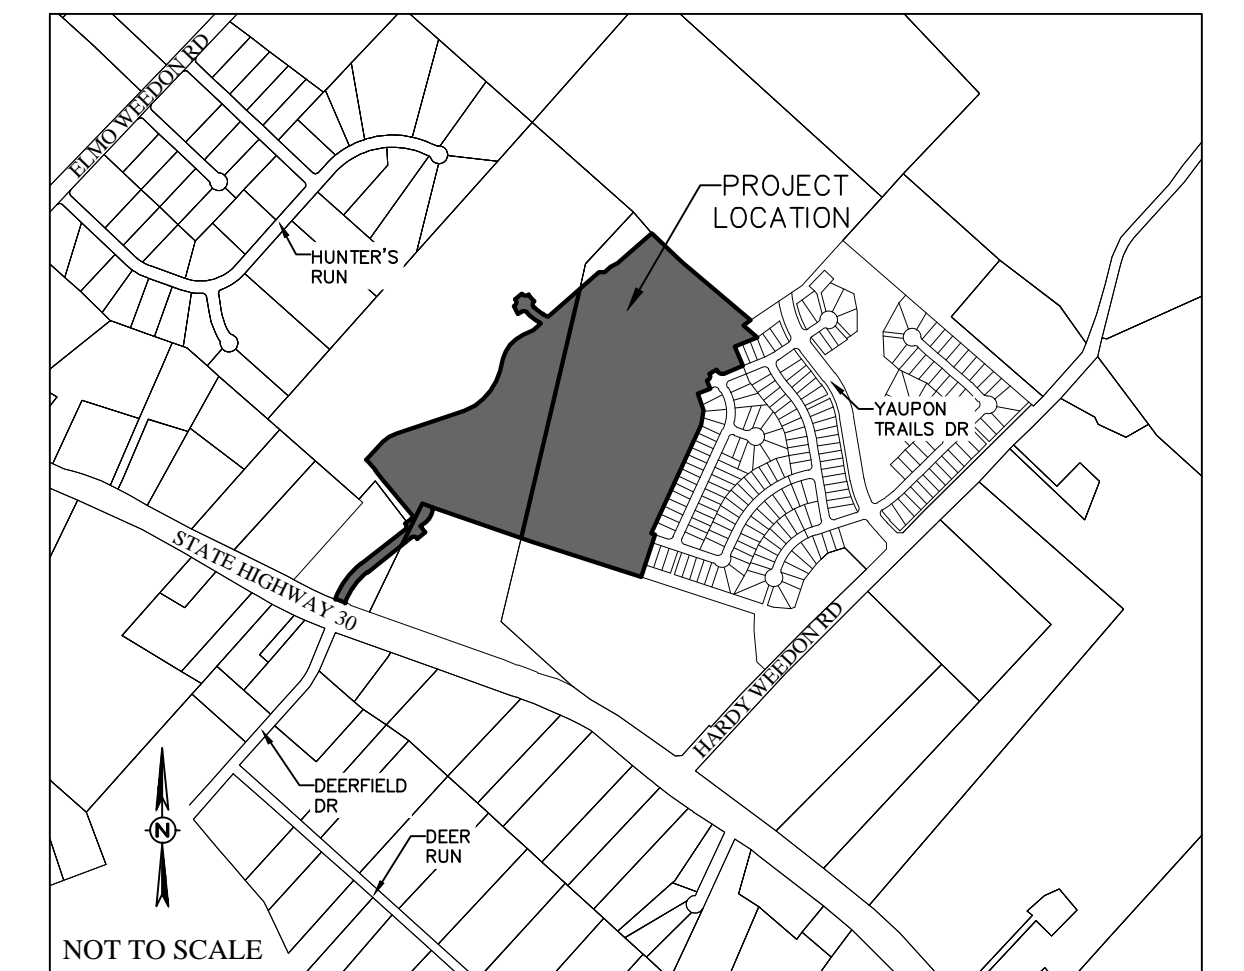 ELMO WEEDON RD
PROJECT
LOCATION
HUNTER'S
RUN
YAUPON
TRAILS DR
STATE HIGHWAY 30
HARDY WEEDON RD
DEERFIELD
DR
DEER
RUN
N
NOT TO SCALE